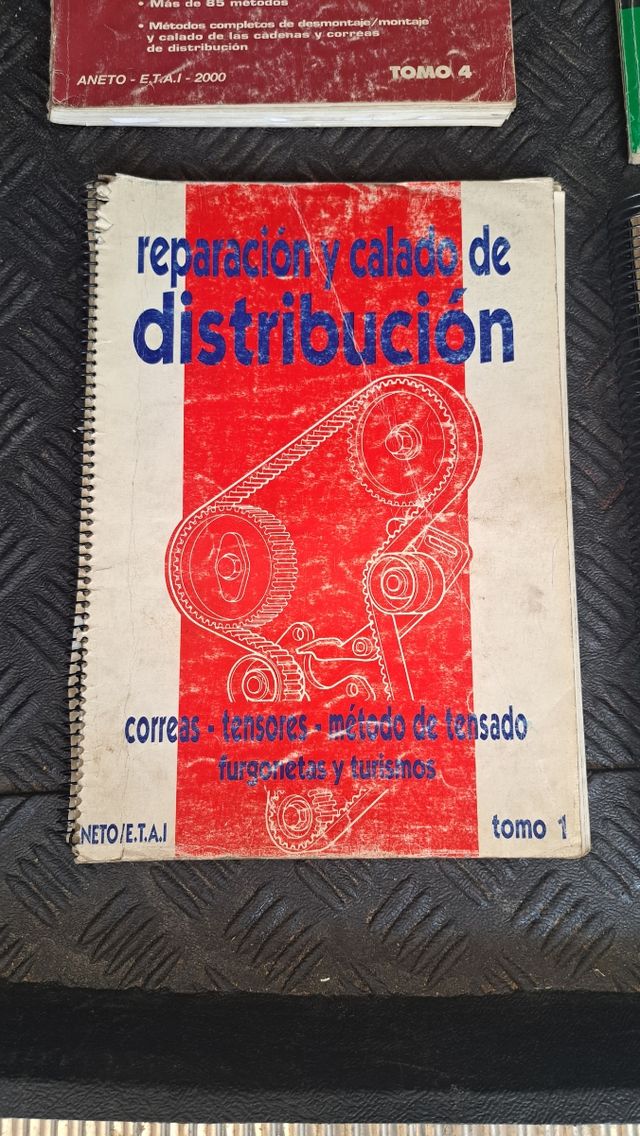 • Más de 85 métodos
• Métodos completos de desmontaje/montaje
y calado de las cadenas y correas
de distribución
ANETO - E.T.A.I - 2000
TOMO 4
reparación y calado de
distribución
correas - tensores - método de tensado
furgonetas y turismos
NETO/E.T.A.I
tomo 1